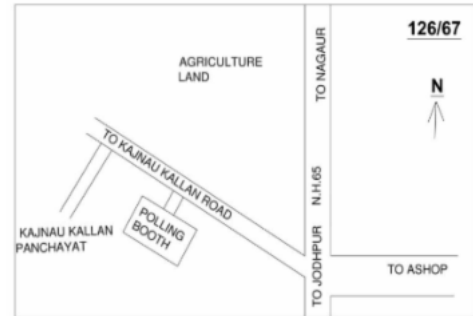 126/67
AGRICULTURE
LAND
TO NAGAUR
N
TO KAJNAU KALLAN ROAD
N.H.65
POLLING
BOOTH
KAJNAU KALLAN
PANCHAYAT
TO JODHPUR
TO ASHOP